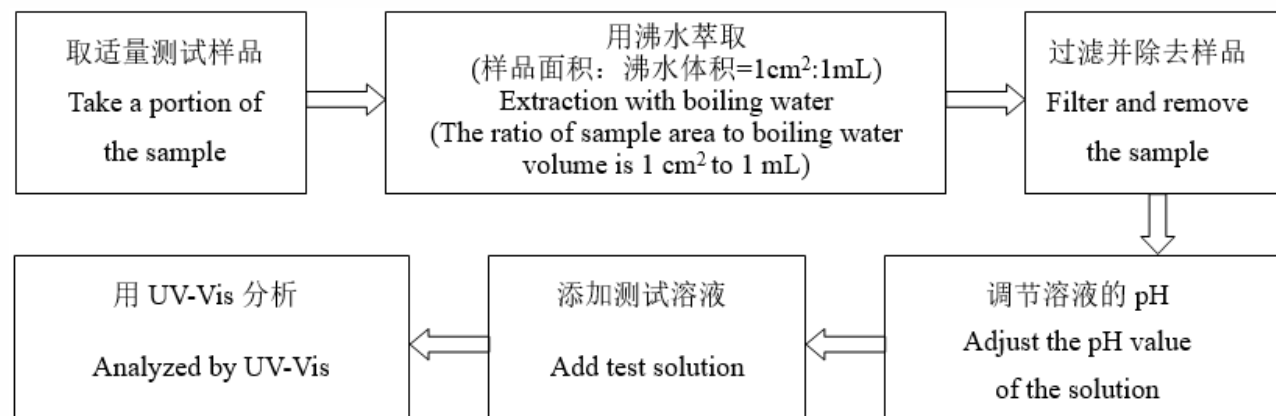 取适量测试样品
Take a portion of
the sample
用沸水萃取
(样品面积：沸水体积=1cm²:1mL)
Extraction with boiling water
(The ratio of sample area to boiling water
volume is 1 cm² to 1 mL)
过滤并除去样品
Filter and remove
the sample
调节溶液的 pH
Adjust the pH value
of the solution
添加测试溶液
Add test solution
用 UV-Vis 分析
Analyzed by UV-Vis